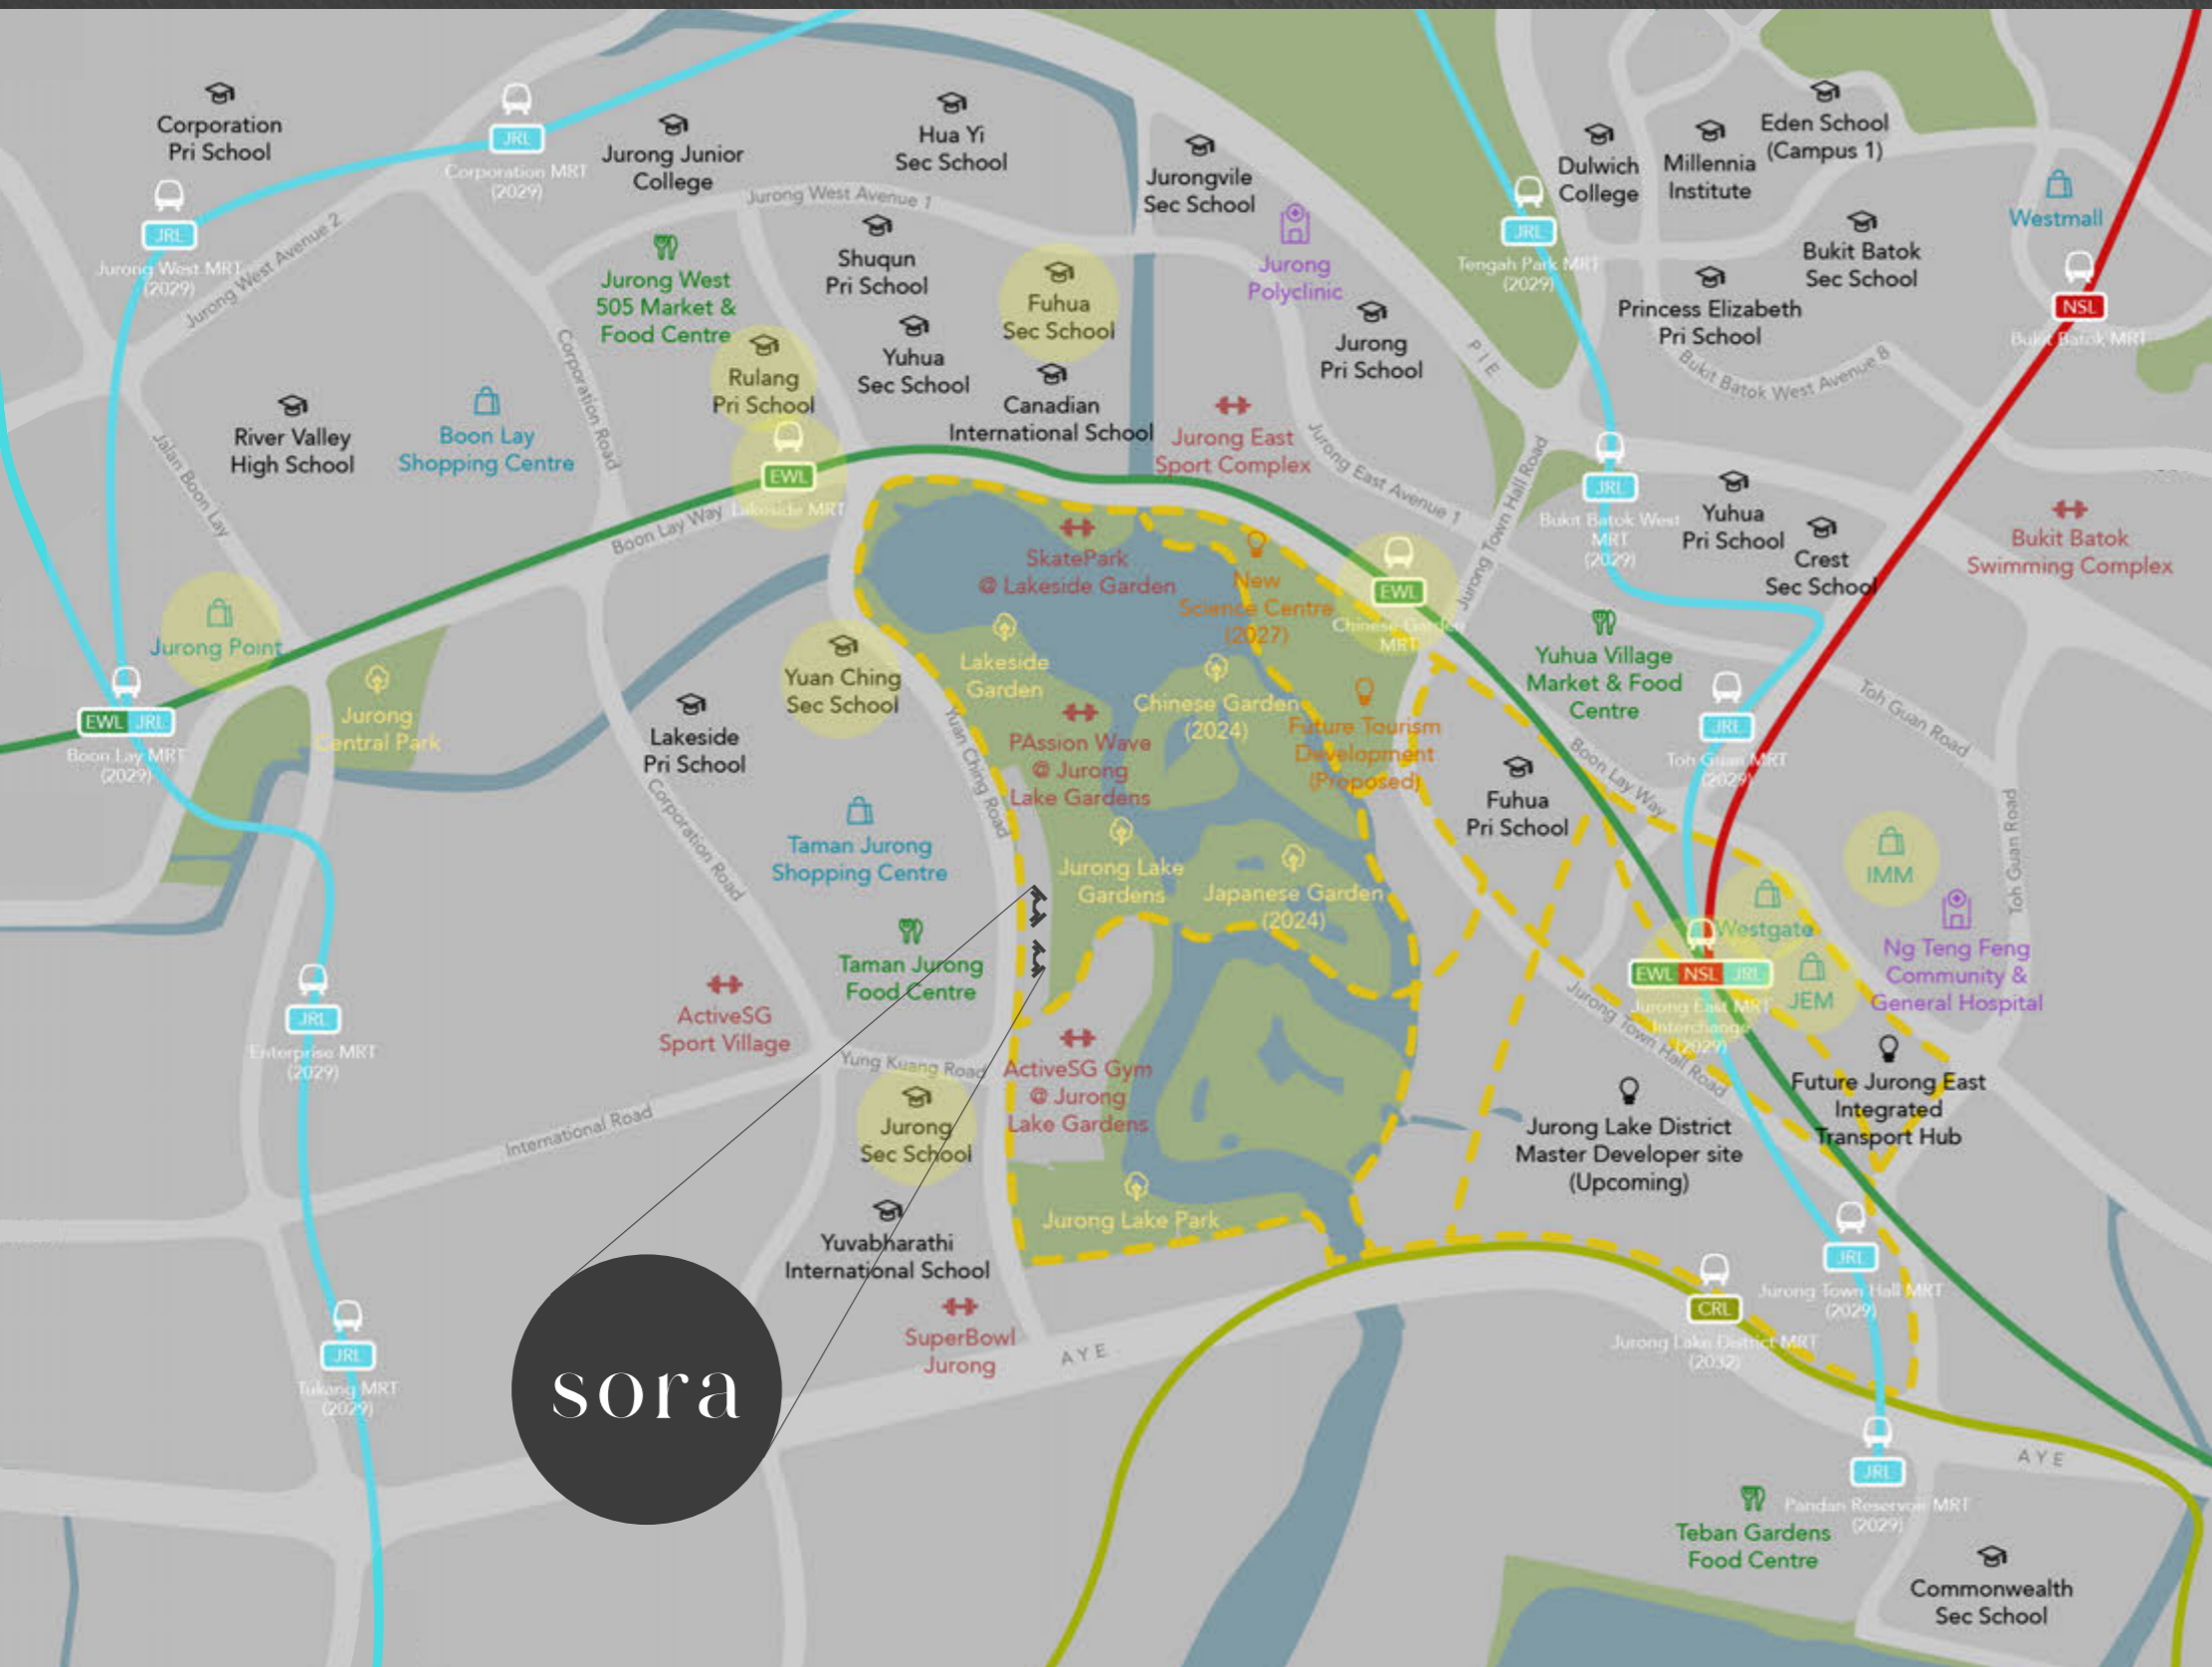 Corporation
Pri School
JRL
Corporation MRT
(2029)
Jurong Junior
College
Hua Yi
Sec School
Jurongvile
Sec School
Dulwich
College
Millennia
Institute
Eden School
(Campus 1)
Westmall
JRL
Jurong West MRT
(2029)
Jurong West Avenue 2
Jurong West Avenue 1
Jurong West
505 Market &
Food Centre
Shuqun
Pri School
Fuhua
Sec School
Jurong
Polyclinic
JRL
Tengah Park MRT
(2029)
Bukit Batok
Sec School
Princess Elizabeth
Pri School
NSL
Bukit Batok MRT
Rulang
Pri School
Yuhua
Sec School
Canadian
International School
Jurong
Pri School
PIE
Bukit Batok West Avenue 8
River Valley
High School
Boon Lay
Shopping Centre
Corporation Road
Jalan Boon Lay
EWL
Lakeside MRT
Boon Lay Way
Jurong East
Sport Complex
Jurong East Avenue 1
Jurong Town Hall Road
JRL
Bukit Batok West
MRT
(2029)
Yuhua
Pri School
Crest
Sec School
Bukit Batok
Swimming Complex
SkatePark
@ Lakeside Garden
New
Science Centre
(2027)
EWL
Chinese Garden
MRT
Jurong Point
EWL JRL
Boon Lay MRT
(2029)
Jurong
Central Park
Yuan Ching
Sec School
Lakeside
Garden
Chinese Garden
(2024)
Yuhua Village
Market & Food
Centre
JRL
Toh Guan MRT
(2029)
Toh Guan Road
Lakeside
Pri School
Yuan Ching Road
PAssion Wave
@ Jurong
Lake Gardens
Future Tourism
Development
(Proposed)
Fuhua
Pri School
Boon Lay Way
Toh Guan Road
Corporation Road
Taman Jurong
Shopping Centre
Jurong Lake
Gardens
Japanese Garden
(2024)
IMM
Westgate
Ng Teng Feng
Community &
General Hospital
EWL NSL JRL
Jurong East MRT
Interchange
(2029)
JEM
Taman Jurong
Food Centre
ActiveSG
Sport Village
JRL
Enterprise MRT
(2029)
Yung Kuang Road
ActiveSG Gym
@ Jurong
Lake Gardens
Jurong Town Hall Road
Future Jurong East
Integrated
Transport Hub
International Road
Jurong
Sec School
Jurong Lake District
Master Developer site
(Upcoming)
Jurong Lake Park
Yuvabharathi
International School
JRL
Jurong Town Hall MRT
(2029)
SuperBowl
Jurong
AYE
CRL
Jurong Lake District MRT
(2032)
JRL
Tukang MRT
(2029)
sora
AYE
JRL
Pandan Reservoir MRT
(2029)
Teban Gardens
Food Centre
Commonwealth
Sec School